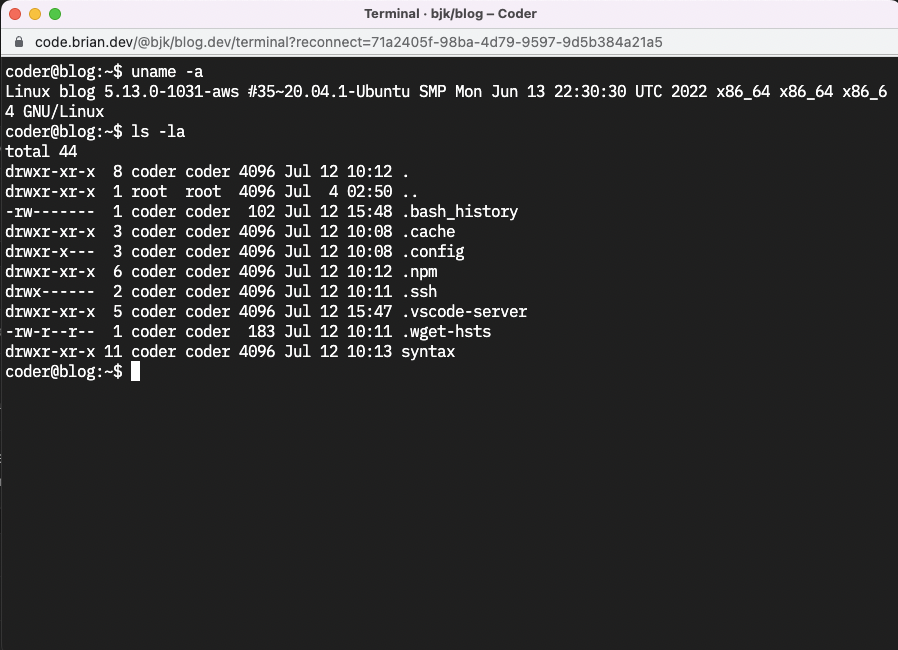 Terminal · bjk/blog – Coder
code.brian.dev/@bjk/blog.dev/terminal?reconnect=71a2405f-98ba-4d79-9597-9d5b384a21a5
coder@blog:~$ uname -a
Linux blog 5.13.0-1031-aws #35~20.04.1-Ubuntu SMP Mon Jun 13 22:30:30 UTC 2022 x86_64 x86_64 x86_6
4 GNU/Linux
coder@blog:~$ ls -la
total 44
drwxr-xr-x  8 coder coder 4096 Jul 12 10:12 .
drwxr-xr-x  1 root  root  4096 Jul  4 02:50 ..
-rw-------  1 coder coder  102 Jul 12 15:48 .bash_history
drwxr-xr-x  3 coder coder 4096 Jul 12 10:08 .cache
drwxr-x---  3 coder coder 4096 Jul 12 10:08 .config
drwxr-xr-x  6 coder coder 4096 Jul 12 10:12 .npm
drwx------  2 coder coder 4096 Jul 12 10:11 .ssh
drwxr-xr-x  5 coder coder 4096 Jul 12 15:47 .vscode-server
-rw-r--r--  1 coder coder  183 Jul 12 10:11 .wget-hsts
drwxr-xr-x 11 coder coder 4096 Jul 12 10:13 syntax
coder@blog:~$